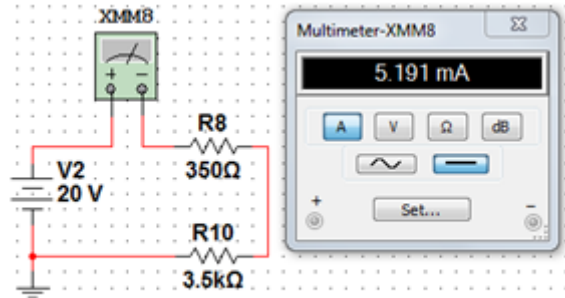 XMM8
+ −
R8
350Ω
V2
20 V
R10
3.5kΩ
Multimeter-XMM8
5.191 mA
A V Ω dB
Set...
+ −